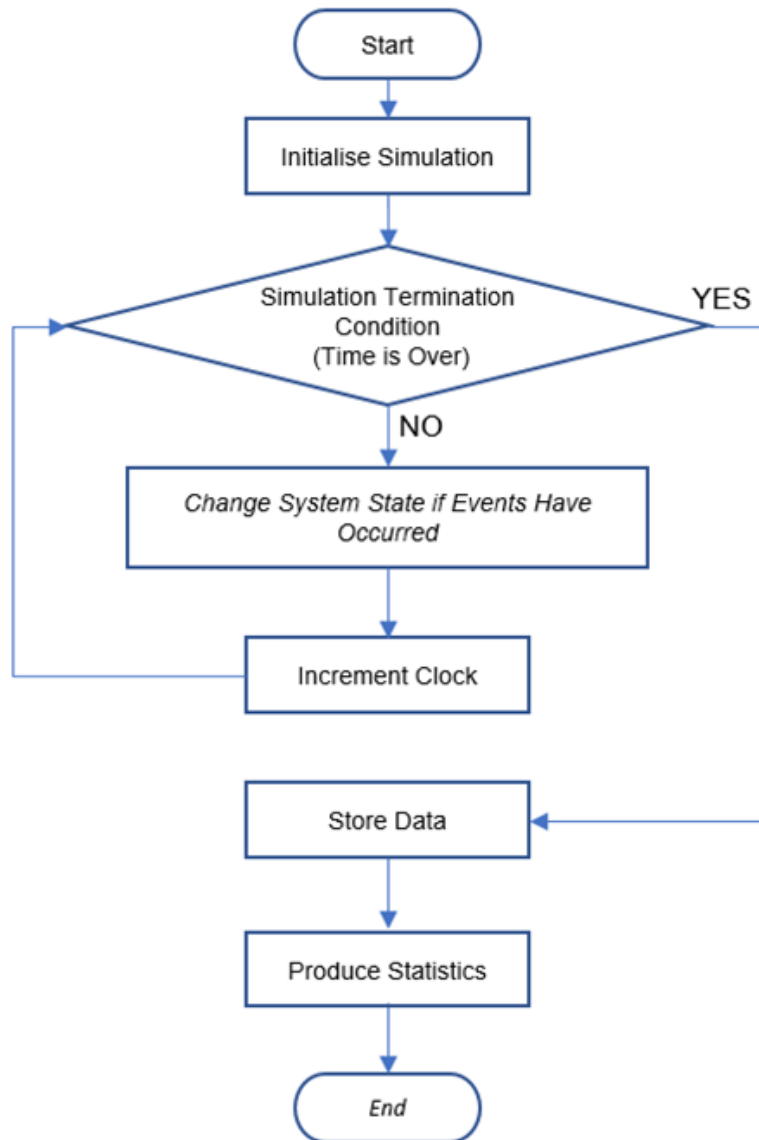 Start
Initialise Simulation
Simulation Termination
Condition
(Time is Over)
YES
NO
Change System State if Events Have
Occurred
Increment Clock
Store Data
Produce Statistics
End